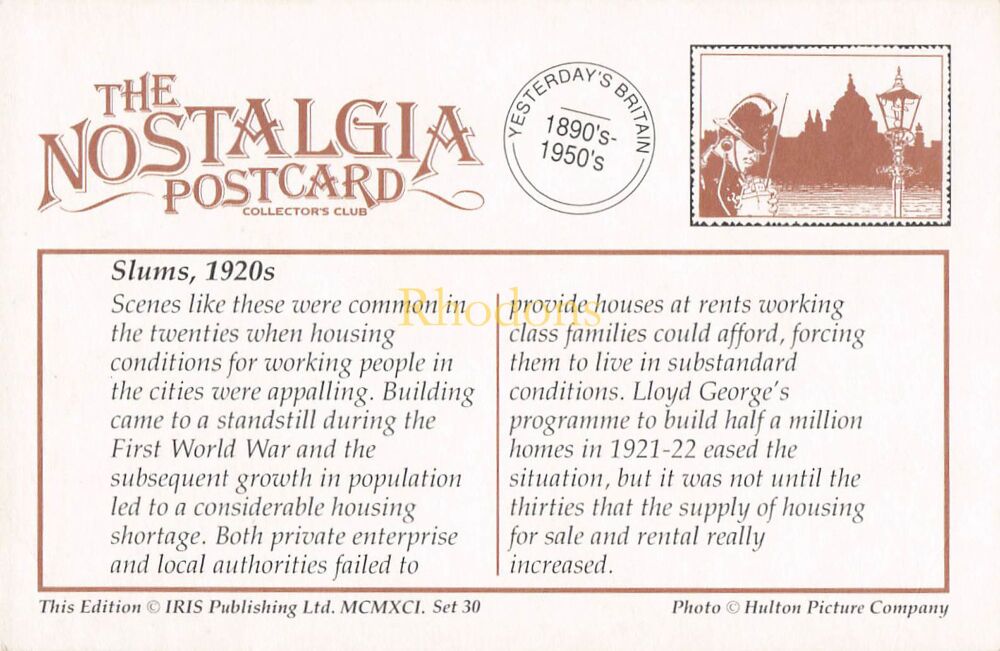 THE
NOSTALGIA
POSTCARD
COLLECTOR'S CLUB
YESTERDAY'S BRITAIN
1890's-
1950's
Slums, 1920s
Scenes like these were common in
the twenties when housing
conditions for working people in
the cities were appalling. Building
came to a standstill during the
First World War and the
subsequent growth in population
led to a considerable housing
shortage. Both private enterprise
and local authorities failed to
provide houses at rents working
class families could afford, forcing
them to live in substandard
conditions. Lloyd George's
programme to build half a million
homes in 1921-22 eased the
situation, but it was not until the
thirties that the supply of housing
for sale and rental really
increased.
Rhodons
This Edition © IRIS Publishing Ltd. MCMXCI. Set 30
Photo © Hulton Picture Company